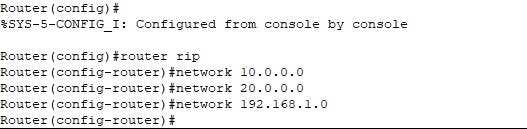 Router(config)#
%SYS-5-CONFIG_I: Configured from console by console
Router(config)#router rip
Router(config-router)#network 10.0.0.0
Router(config-router)#network 20.0.0.0
Router(config-router)#network 192.168.1.0
Router(config-router)#